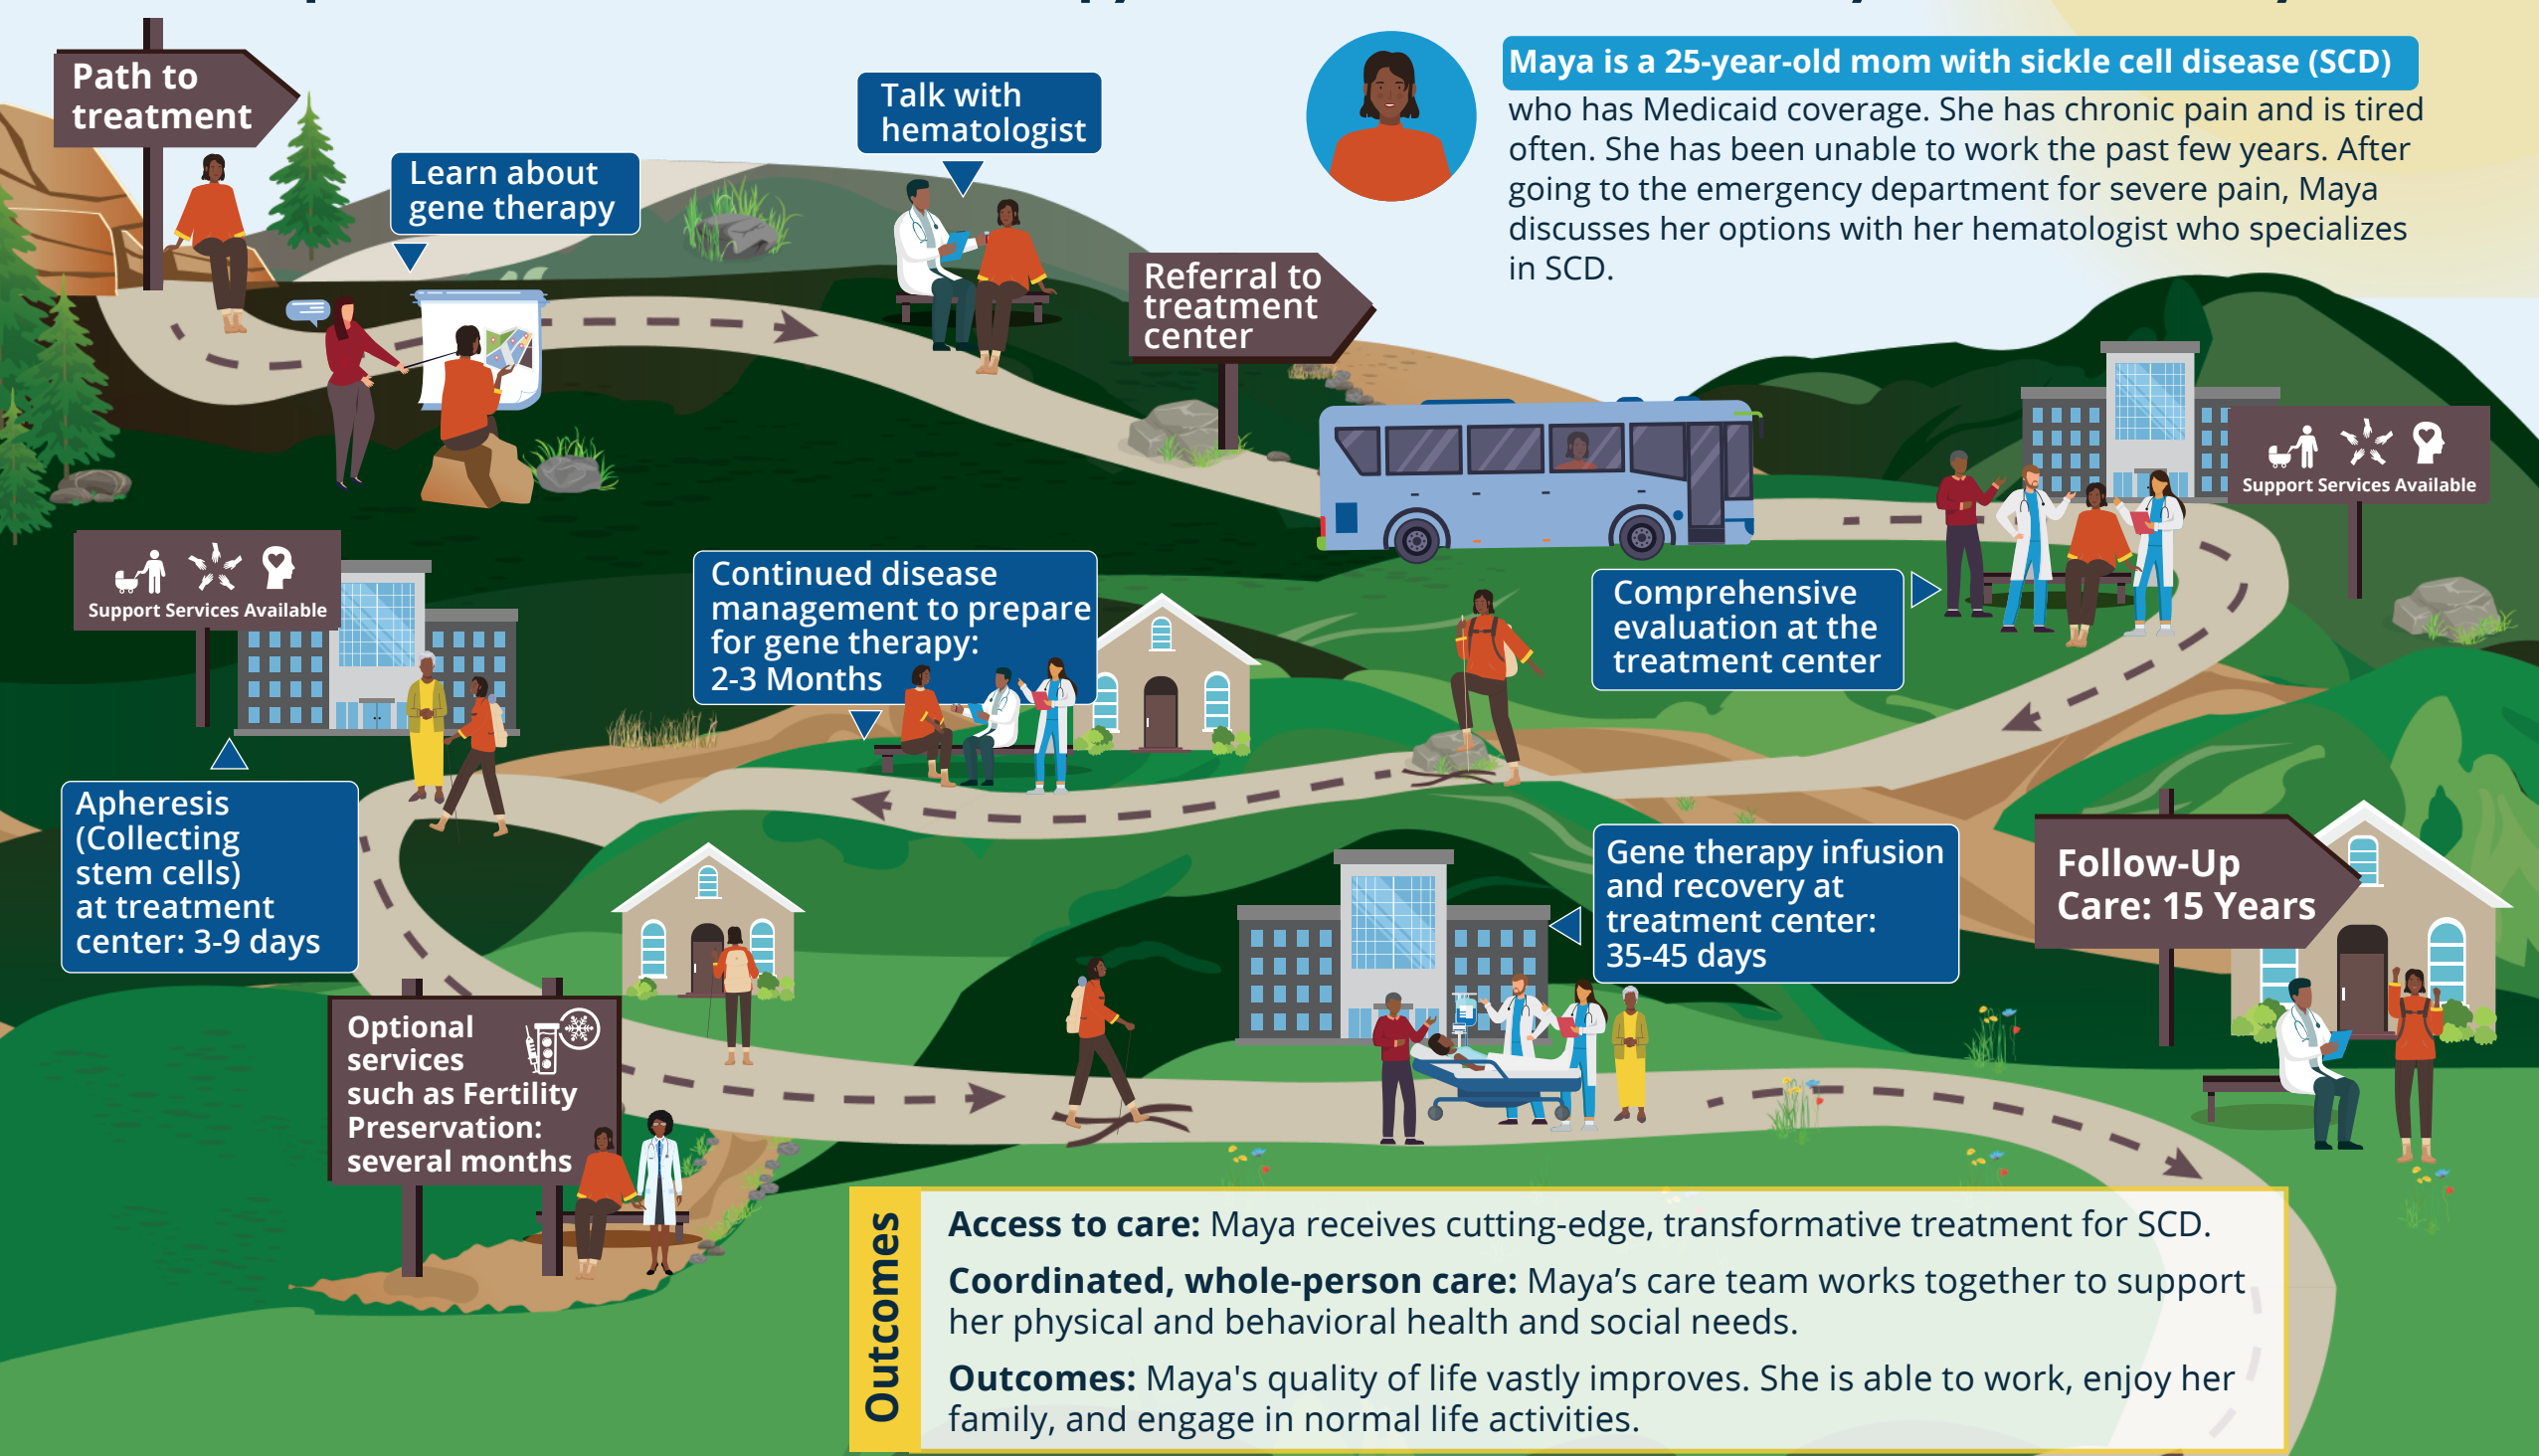 Path to
treatment
Learn about
gene therapy
Talk with
hematologist
Maya is a 25-year-old mom with sickle cell disease (SCD)
who has Medicaid coverage. She has chronic pain and is tired
often. She has been unable to work the past few years. After
going to the emergency department for severe pain, Maya
discusses her options with her hematologist who specializes
in SCD.
Referral to
treatment
center
Support Services Available
Comprehensive
evaluation at the
treatment center
Continued disease
management to prepare
for gene therapy:
2-3 Months
Support Services Available
Apheresis
(Collecting
stem cells)
at treatment
center: 3-9 days
Optional
services
such as Fertility
Preservation:
several months
Gene therapy infusion
and recovery at
treatment center:
35-45 days
Follow-Up
Care: 15 Years
Outcomes
Access to care: Maya receives cutting-edge, transformative treatment for SCD.
Coordinated, whole-person care: Maya’s care team works together to support
her physical and behavioral health and social needs.
Outcomes: Maya's quality of life vastly improves. She is able to work, enjoy her
family, and engage in normal life activities.